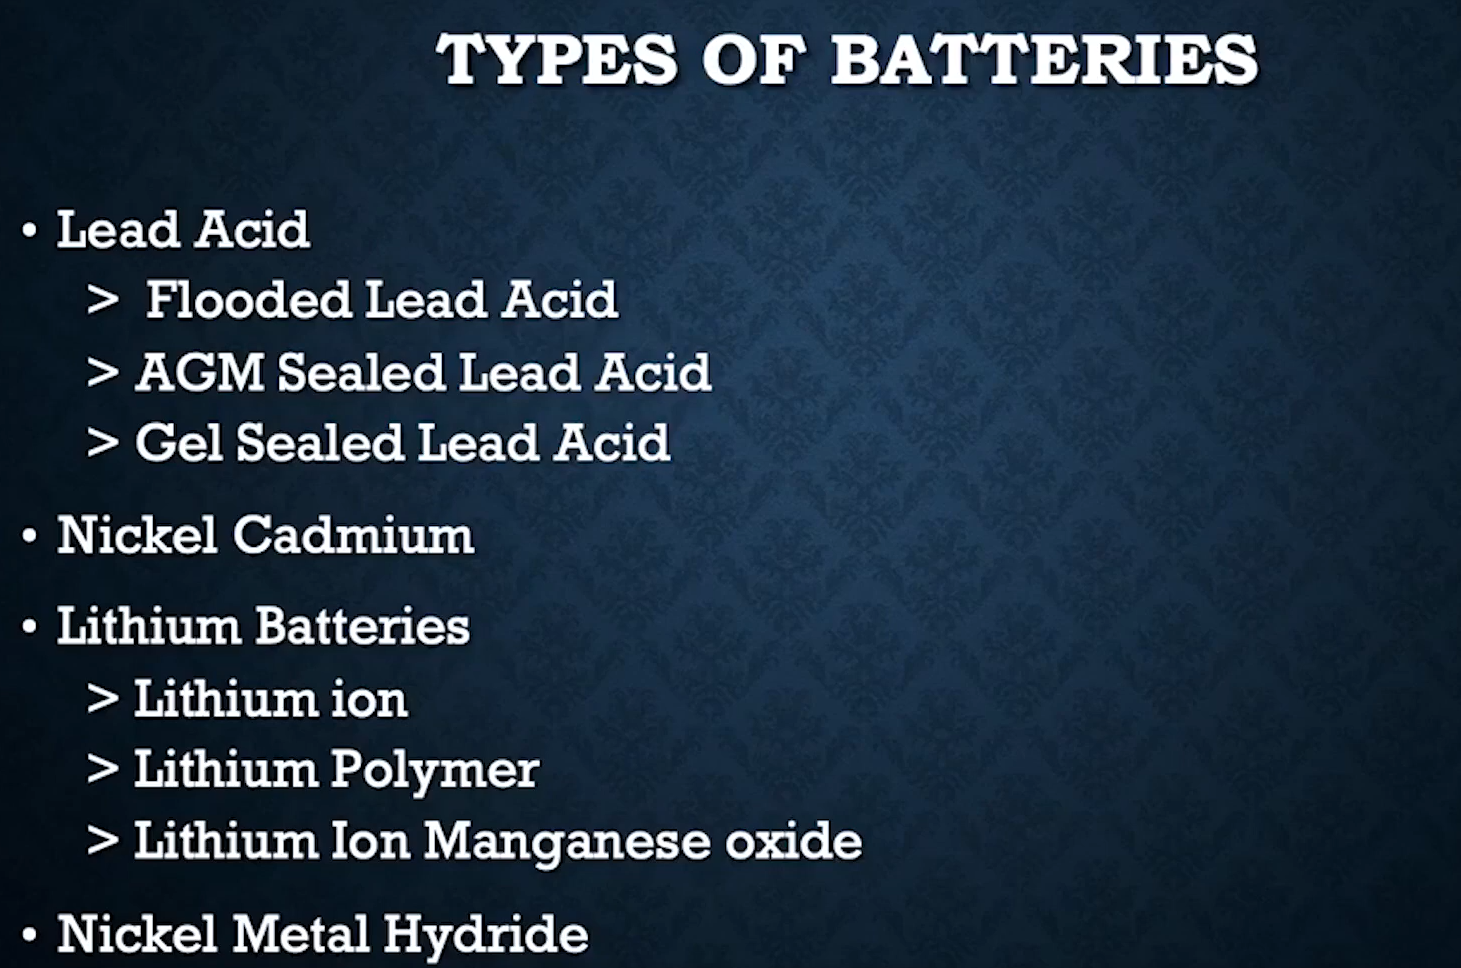 TYPES OF BATTERIES
• Lead Acid
> Flooded Lead Acid
> AGM Sealed Lead Acid
> Gel Sealed Lead Acid
• Nickel Cadmium
• Lithium Batteries
> Lithium ion
> Lithium Polymer
> Lithium Ion Manganese oxide
• Nickel Metal Hydride